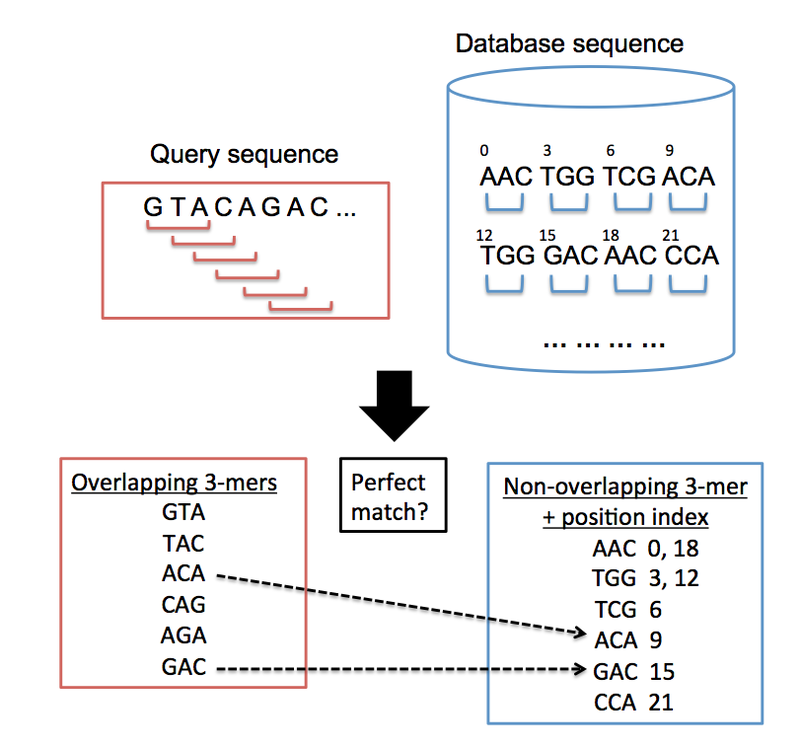 Database sequence
Query sequence
G T A C A G A C ...
0 3 6 9
AAC TGG TCG ACA
12 15 18 21
TGG GAC AAC CCA
... ... ... ...
Overlapping 3-mers
GTA
TAC
ACA
CAG
AGA
GAC
Perfect
match?
Non-overlapping 3-mer
+ position index
AAC 0, 18
TGG 3, 12
TCG 6
ACA 9
GAC 15
CCA 21